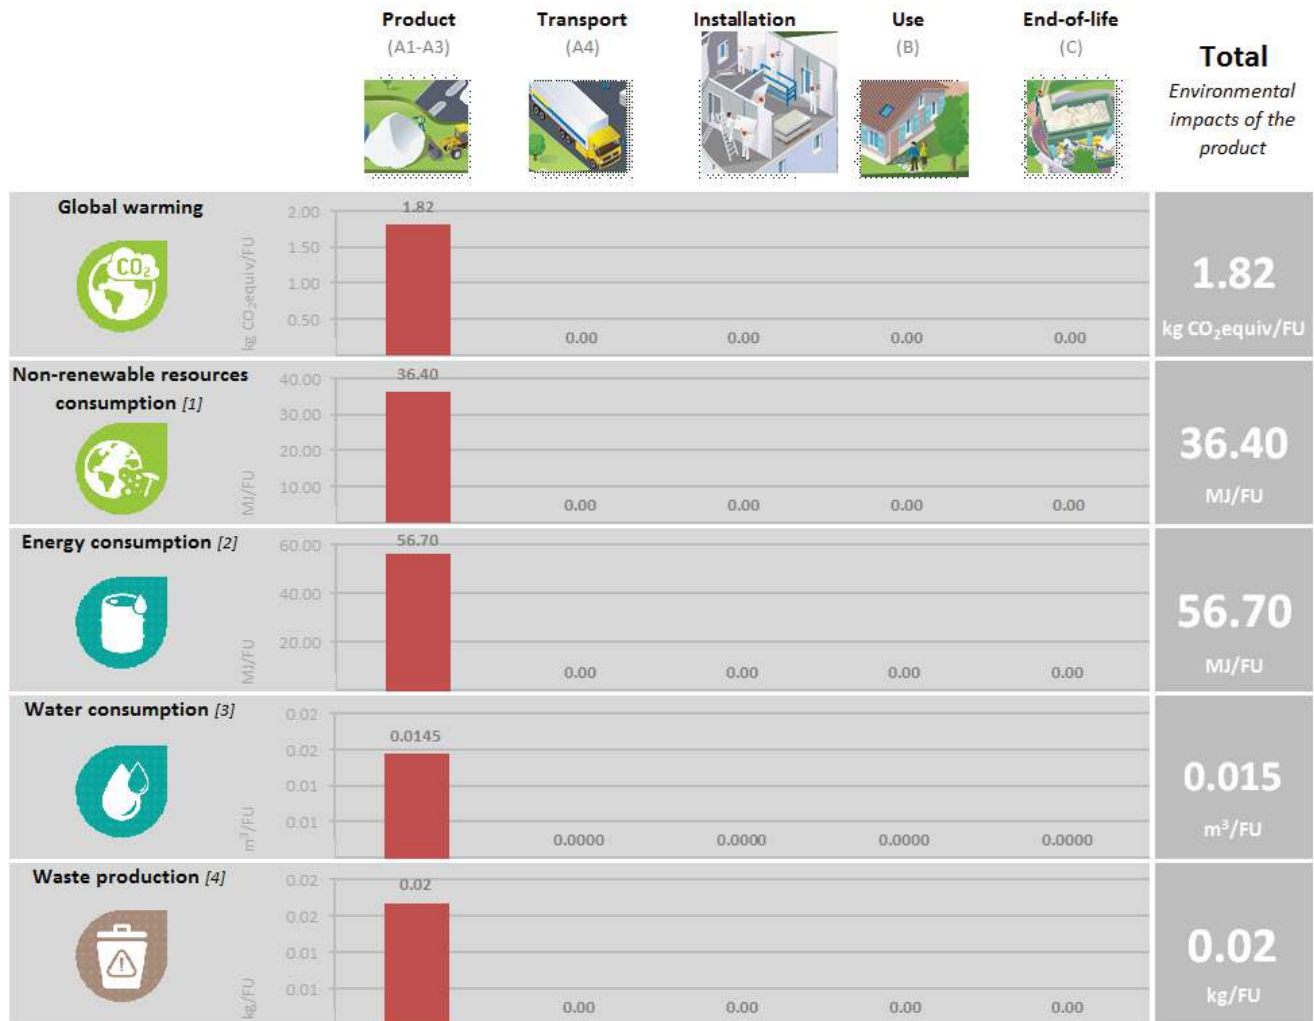 Product
(A1-A3)
Transport
(A4)
Installation
Use
(B)
End-of-life
(C)
Total
Environmental
impacts of the
product
Global warming
CO2
kg CO2equiv/FU
2.00
1.50
1.00
0.50
1.82
0.00
0.00
0.00
0.00
1.82
kg CO2equiv/FU
Non-renewable resources
consumption [1]
MJ/FU
40.00
30.00
20.00
10.00
36.40
0.00
0.00
0.00
0.00
36.40
MJ/FU
Energy consumption [2]
MJ/FU
60.00
40.00
20.00
56.70
0.00
0.00
0.00
0.00
56.70
MJ/FU
Water consumption [3]
m³/FU
0.02
0.02
0.01
0.01
0.0145
0.0000
0.0000
0.0000
0.0000
0.015
m³/FU
Waste production [4]
kg/FU
0.02
0.02
0.01
0.01
0.02
0.00
0.00
0.00
0.00
0.02
kg/FU